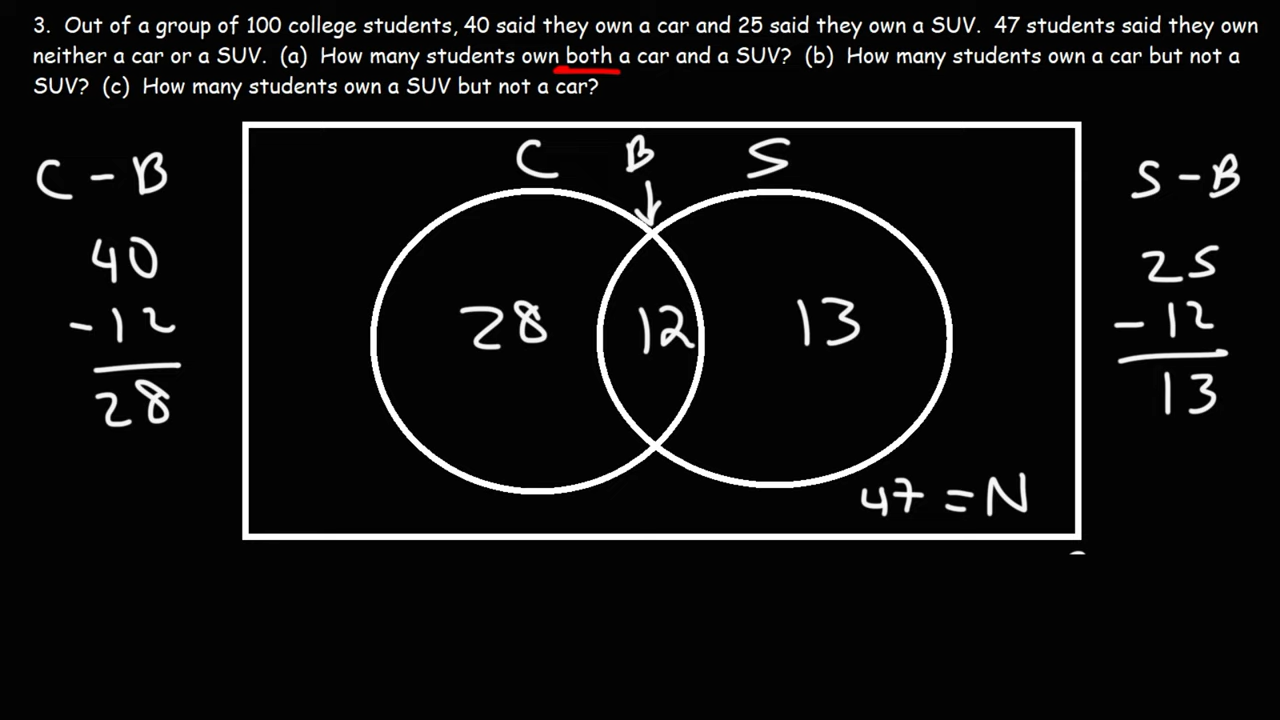 3. Out of a group of 100 college students, 40 said they own a car and 25 said they own a SUV. 47 students said they own
neither a car or a SUV. (a) How many students own both a car and a SUV? (b) How many students own a car but not a
SUV? (c) How many students own a SUV but not a car?
C B S
C - B
40
- 12
28
28 12 13
47 = N
S - B
25
- 12
13